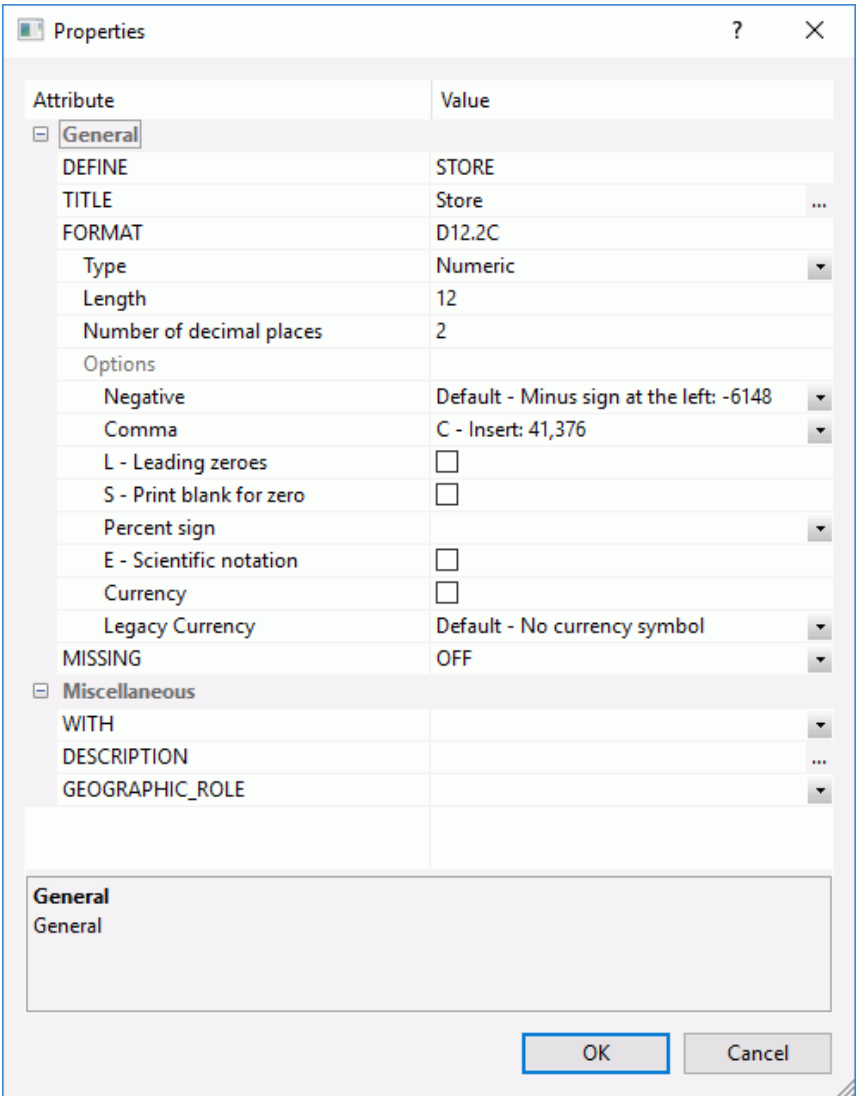 Properties ?
Attribute Value
General
DEFINE STORE
TITLE Store ...
FORMAT D12.2C
Type Numeric
Length 12
Number of decimal places 2
Options
Negative Default - Minus sign at the left: -6148
Comma C - Insert: 41,376
L - Leading zeroes
S - Print blank for zero
Percent sign
E - Scientific notation
Currency
Legacy Currency Default - No currency symbol
MISSING OFF
Miscellaneous
WITH
DESCRIPTION ...
GEOGRAPHIC_ROLE
General
General
OK Cancel